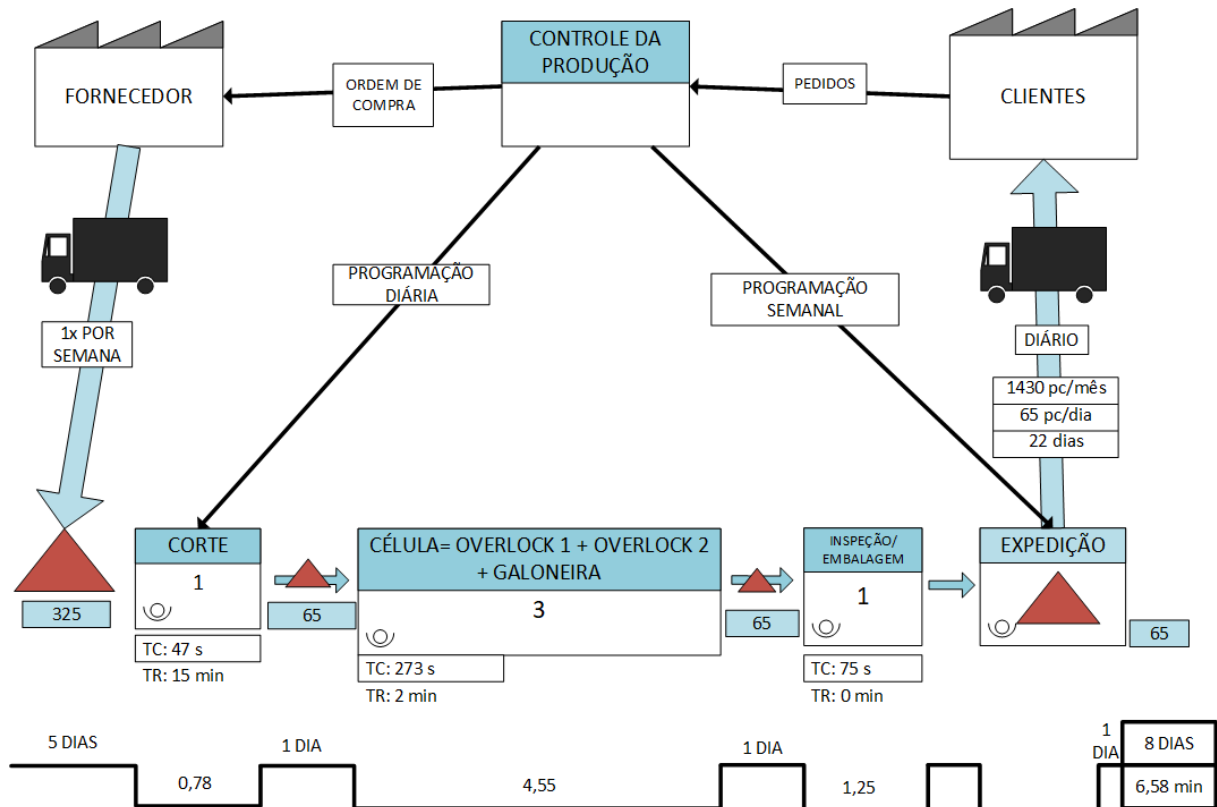 FORNECEDOR
ORDEM DE
COMPRA
CONTROLE DA
PRODUÇÃO
PEDIDOS
CLIENTES
1x POR
SEMANA
PROGRAMAÇÃO
DIÁRIA
PROGRAMAÇÃO
SEMANAL
DIÁRIO
1430 pc/mês
65 pc/dia
22 dias
325
CORTE
1
TC: 47 s
TR: 15 min
65
CÉLULA= OVERLOCK 1 + OVERLOCK 2
+ GALONEIRA
3
TC: 273 s
TR: 2 min
65
INSPEÇÃO/
EMBALAGEM
1
TC: 75 s
TR: 0 min
EXPEDIÇÃO
65
5 DIAS
0,78
1 DIA
4,55
1 DIA
1,25
1
DIA
8 DIAS
6,58 min